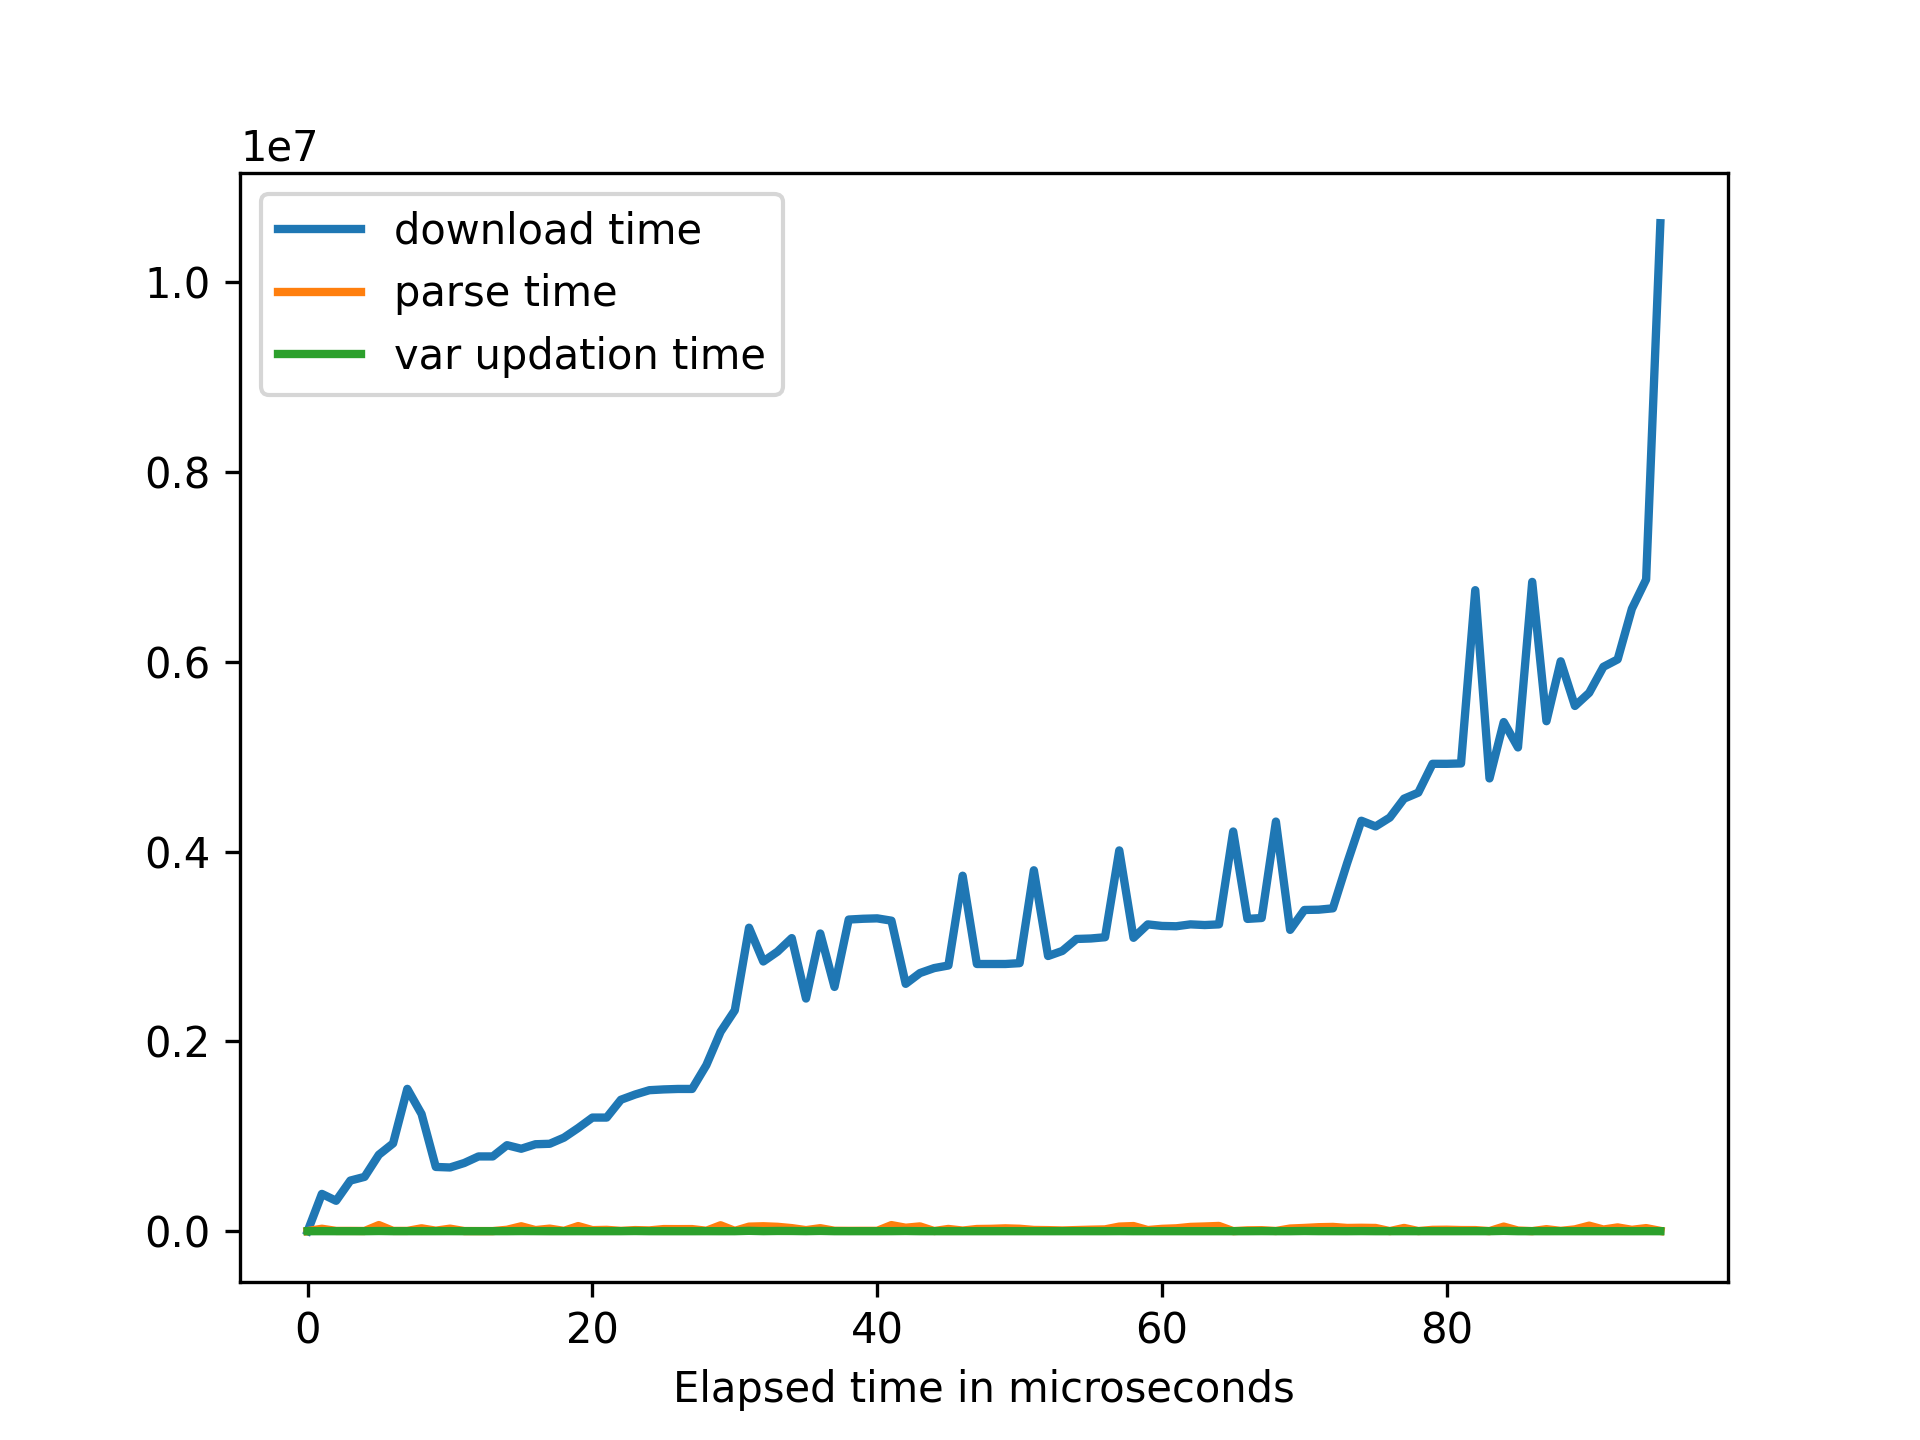 1e7
download time
parse time
var updation time
1.0
0.8
0.6
0.4
0.2
0.0
0 20 40 60 80
Elapsed time in microseconds